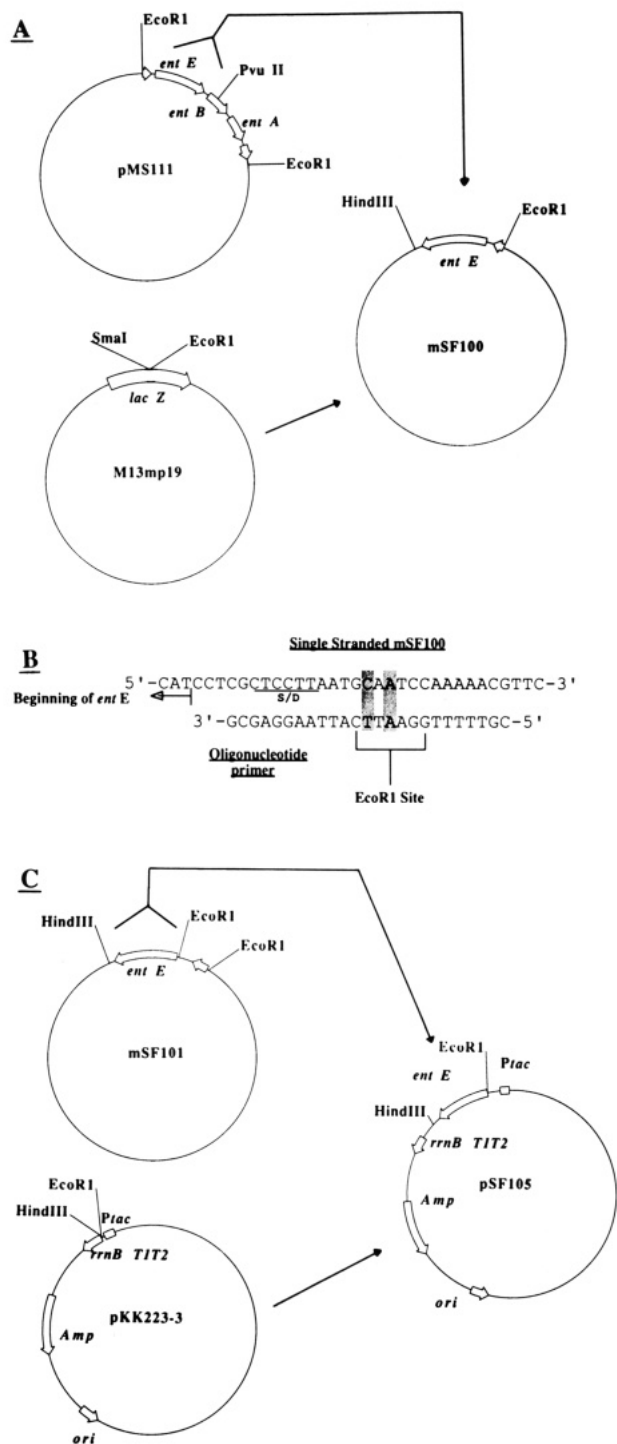 A
EcoR1
ent E
Pvu II
ent B
ent A
EcoR1
pMS111
HindIII
EcoR1
ent E
mSF100
SmaI
EcoR1
lac Z
M13mp19
B
Single Stranded mSF100
5'-CATCCTCGCTCCTTAATGCAATCCAAAAACGTTC-3'
Beginning of ent E
S/D
3'-GCGAGGAATTACTTAAGGTTTTTGC-5'
Oligonucleotide
primer
EcoR1 Site
C
HindIII
EcoR1
EcoR1
ent E
mSF101
EcoR1
Ptac
ent E
HindIII
rrnB T1T2
Amp
pSF105
ori
EcoR1
HindIII
Ptac
rrnB T1T2
pKK223-3
Amp
ori